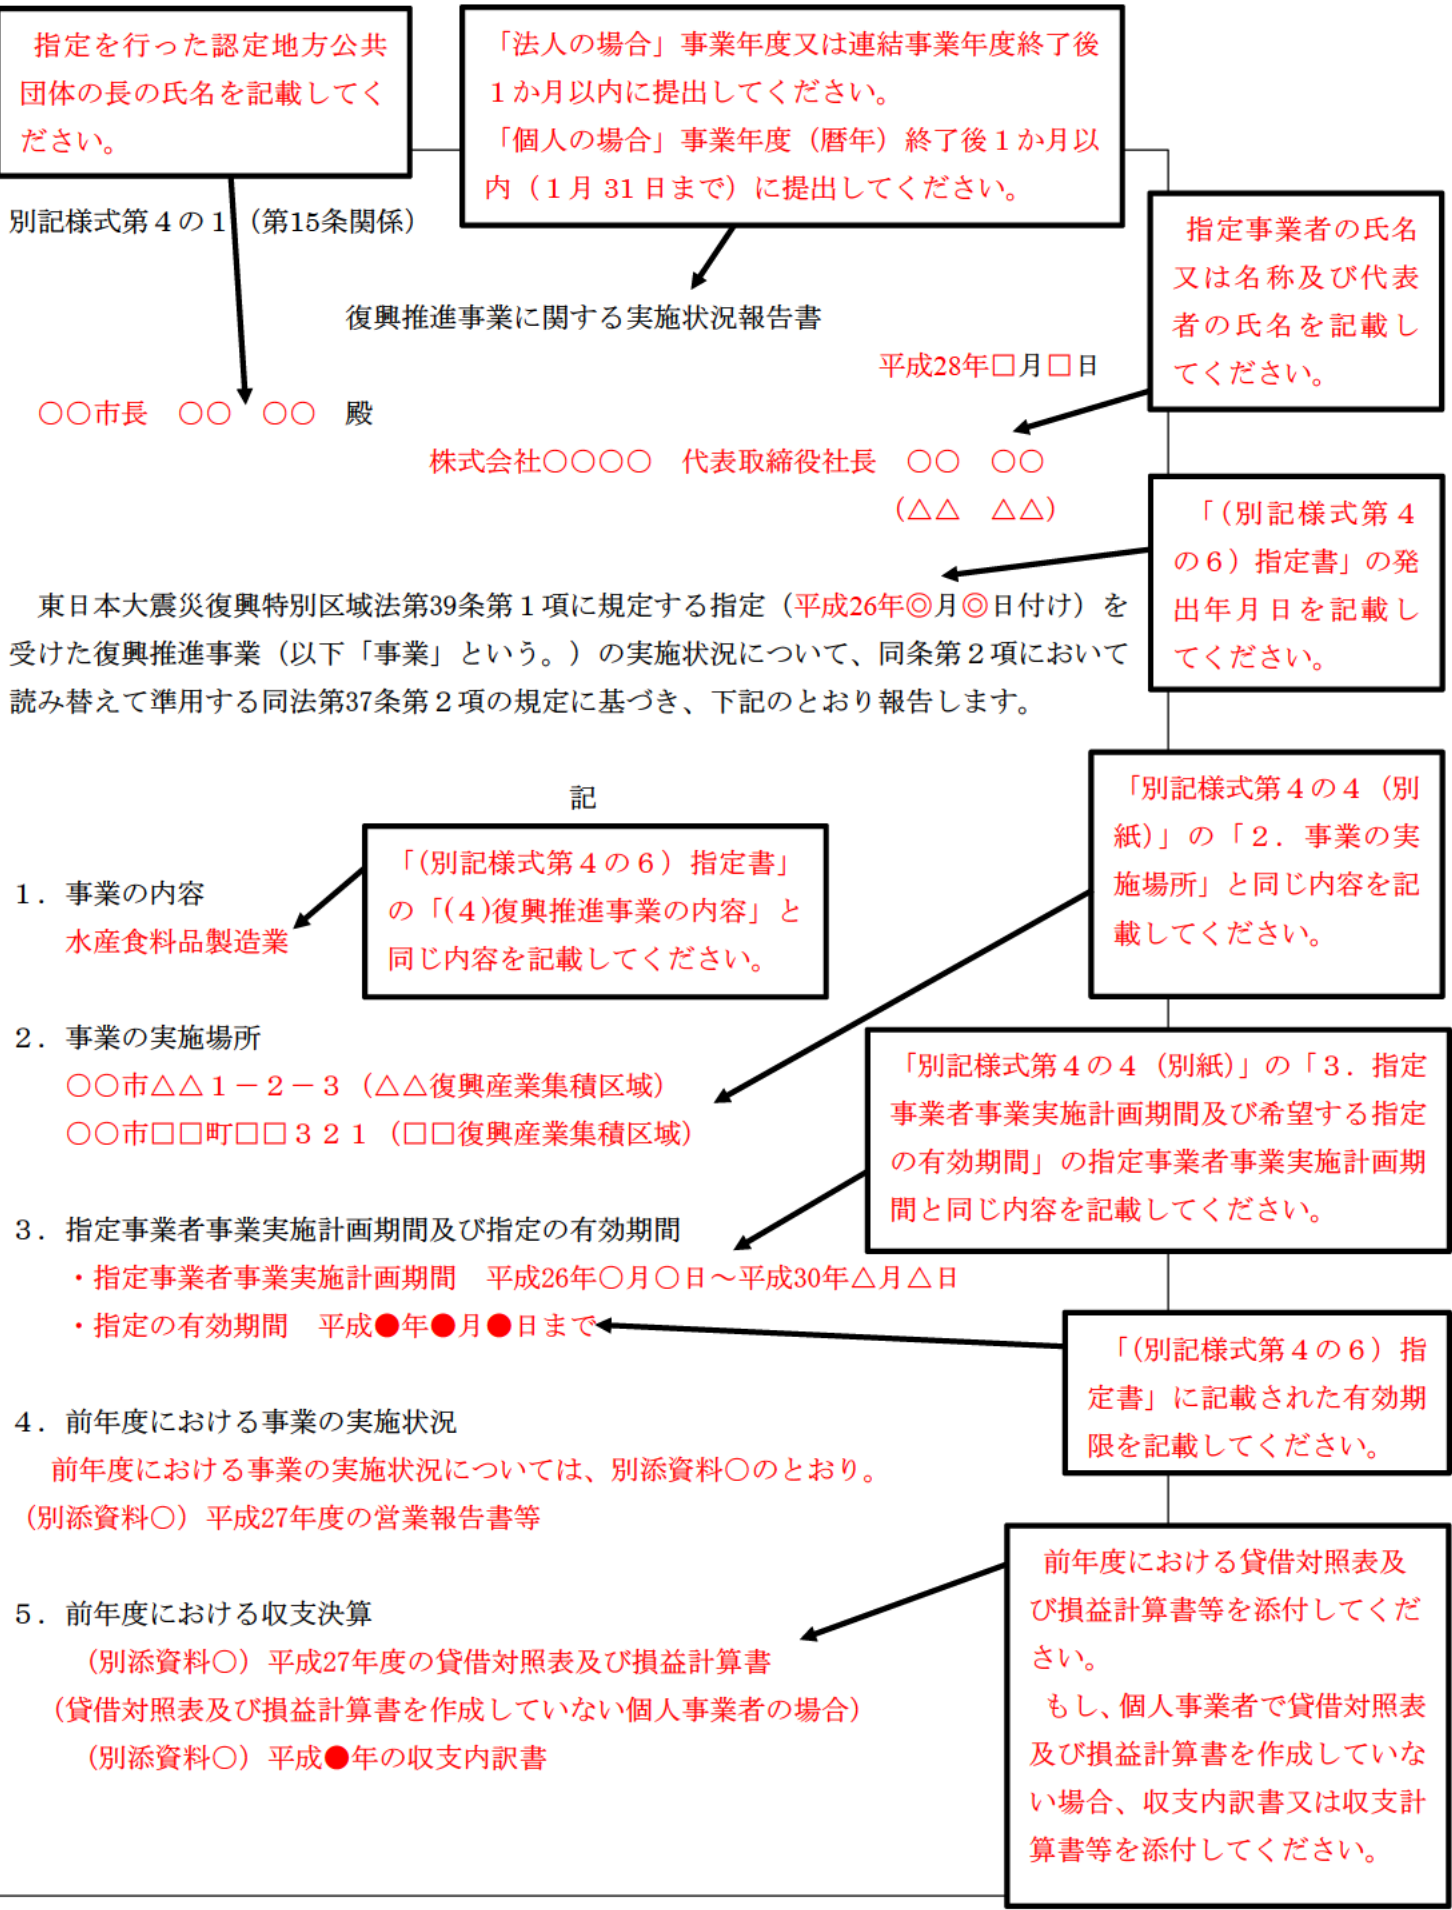 指定を行った認定地方公共
団体の長の氏名を記載してく
ださい。
「法人の場合」事業年度又は連結事業年度終了後
１か月以内に提出してください。
「個人の場合」事業年度（暦年）終了後１か月以
内（１月 31 日まで）に提出してください。
別記様式第４の１（第15条関係）
指定事業者の氏名
又は名称及び代表
者の氏名を記載し
てください。
復興推進事業に関する実施状況報告書
平成28年□月□日
○○市長　○○　○○　殿
株式会社○○○○　代表取締役社長　○○　○○
（△△　△△）
「（別記様式第４
の６）指定書」の発
出年月日を記載し
てください。
東日本大震災復興特別区域法第39条第１項に規定する指定（平成26年◎月◎日付け）を
受けた復興推進事業（以下「事業」という。）の実施状況について、同条第２項において
読み替えて準用する同法第37条第２項の規定に基づき、下記のとおり報告します。
記
「別記様式第４の４（別
紙）」の「２．事業の実
施場所」と同じ内容を記
載してください。
「（別記様式第４の６）指定書」
の「(４)復興推進事業の内容」と
同じ内容を記載してください。
１．事業の内容
水産食料品製造業
２．事業の実施場所
○○市△△１－２－３（△△復興産業集積区域）
○○市□□町□□３２１（□□復興産業集積区域）
「別記様式第４の４（別紙）」の「３．指定
事業者事業実施計画期間及び希望する指定
の有効期間」の指定事業者事業実施計画期
間と同じ内容を記載してください。
３．指定事業者事業実施計画期間及び指定の有効期間
・指定事業者事業実施計画期間　平成26年○月○日～平成30年△月△日
・指定の有効期間　平成●年●月●日まで
「（別記様式第４の６）指
定書」に記載された有効期
限を記載してください。
４．前年度における事業の実施状況
前年度における事業の実施状況については、別添資料○のとおり。
（別添資料○）平成27年度の営業報告書等
５．前年度における収支決算
（別添資料○）平成27年度の貸借対照表及び損益計算書
（貸借対照表及び損益計算書を作成していない個人事業者の場合）
（別添資料○）平成●年の収支内訳書
前年度における貸借対照表及
び損益計算書等を添付してくだ
さい。
もし、個人事業者で貸借対照表
及び損益計算書を作成していな
い場合、収支内訳書又は収支計
算書等を添付してください。